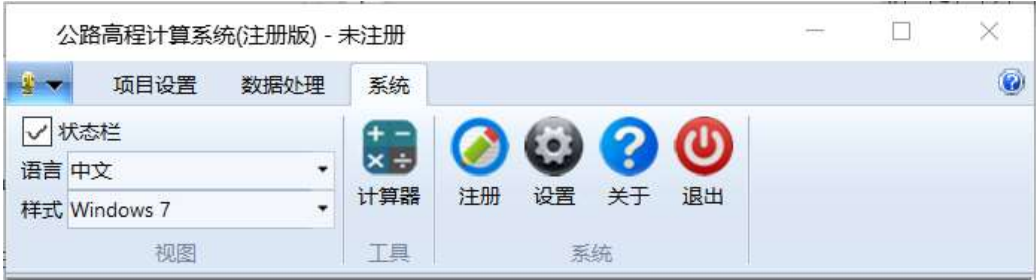 公路高程计算系统(注册版) - 未注册
项目设置 数据处理 系统
状态栏
语言 中文
样式 Windows 7
计算器 注册 设置 关于 退出
视图 工具 系统